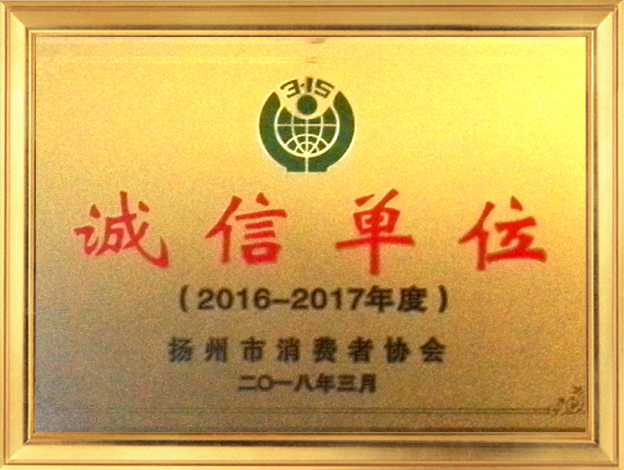 3·15
诚信单位
(2016-2017年度)
扬州市消费者协会
二〇一八年三月